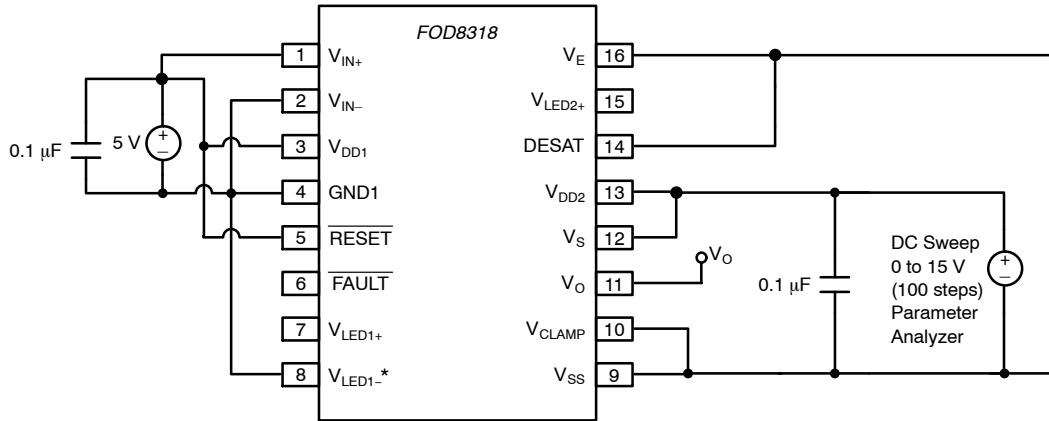 FOD8318
1 V_IN+
2 V_IN–
3 V_DD1
4 GND1
5 RESET
6 FAULT
7 V_LED1+
8 V_LED1–*
V_E 16
V_LED2+ 15
DESAT 14
V_DD2 13
V_S 12
V_O 11
V_CLAMP 10
V_SS 9
0.1 μF
5 V
+
–
V_O
0.1 μF
DC Sweep
0 to 15 V
(100 steps)
Parameter
Analyzer
+
–